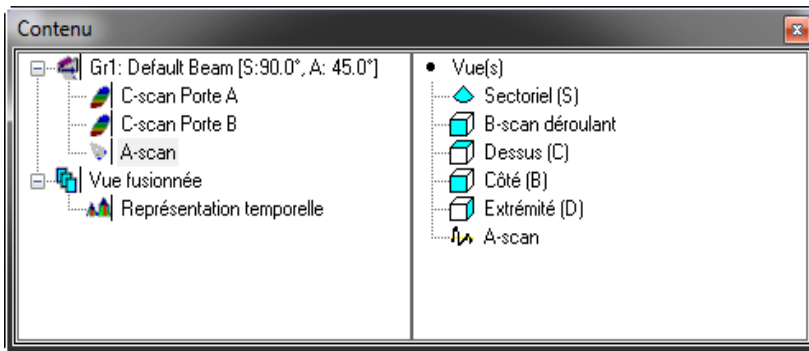 Contenu
Gr1: Default Beam [S:90.0°, A: 45.0°]
C-scan Porte A
C-scan Porte B
A-scan
Vue fusionnée
Représentation temporelle
Vue(s)
Sectoriel (S)
B-scan déroulant
Dessus (C)
Côté (B)
Extrémité (D)
A-scan